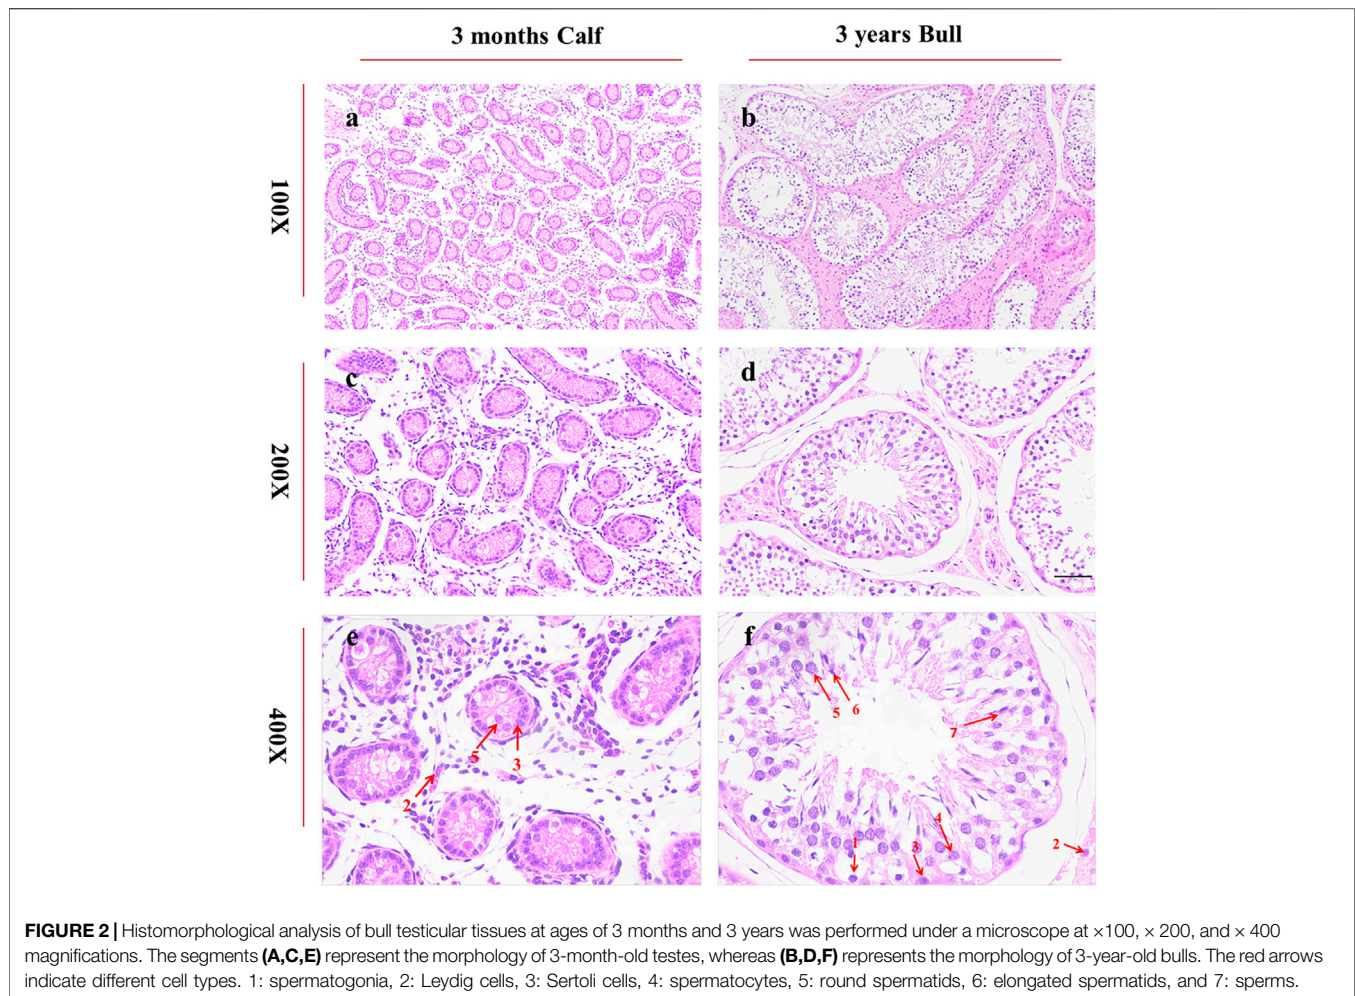 3 months Calf
3 years Bull
100X
a
b
200X
c
d
400X
e
5
3
2
f
5
6
7
4
1
3
2
FIGURE 2 | Histomorphological analysis of bull testicular tissues at ages of 3 months and 3 years was performed under a microscope at ×100, × 200, and × 400
magnifications. The segments (A,C,E) represent the morphology of 3-month-old testes, whereas (B,D,F) represents the morphology of 3-year-old bulls. The red arrows
indicate different cell types. 1: spermatogonia, 2: Leydig cells, 3: Sertoli cells, 4: spermatocytes, 5: round spermatids, 6: elongated spermatids, and 7: sperms.